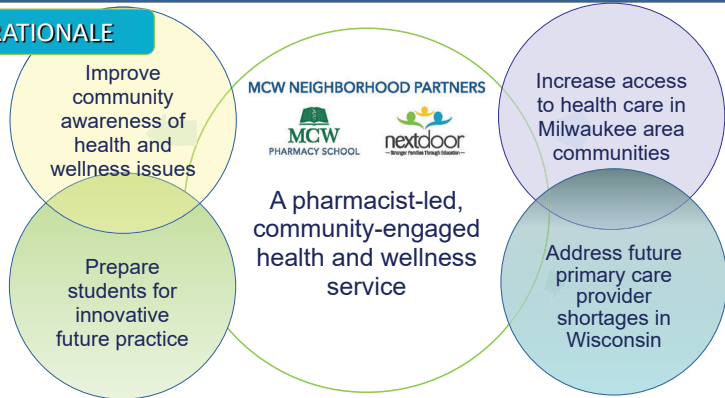 RATIONALE
Improve
community
awareness of
health and
wellness issues
Prepare
students for
innovative
future practice
MCW NEIGHBORHOOD PARTNERS
MCW
PHARMACY SCHOOL
nextdoor
Stronger Families Through Education
A pharmacist-led,
community-engaged
health and wellness
service
Increase access
to health care in
Milwaukee area
communities
Address future
primary care
provider
shortages in
Wisconsin